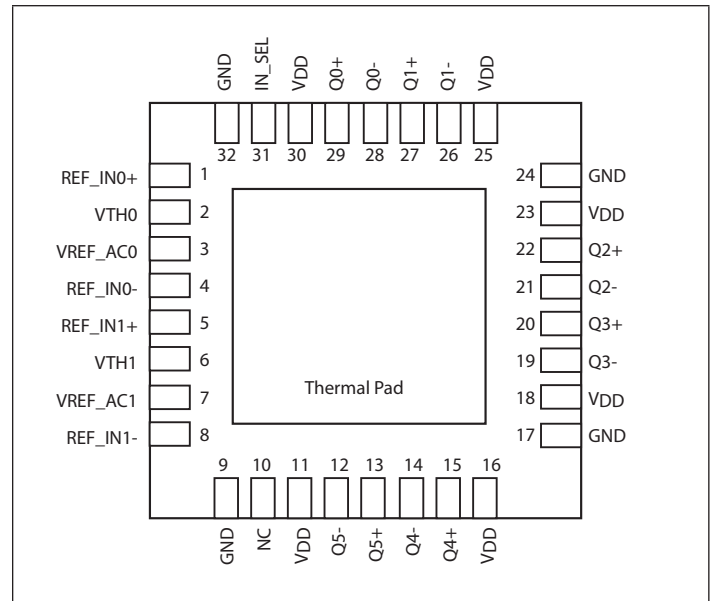 GND IN_SEL VDD Q0+ Q0- Q1+ Q1- VDD
32 31 30 29 28 27 26 25
REF_IN0+ 1 24 GND
VTH0 2 23 VDD
VREF_AC0 3 22 Q2+
REF_IN0- 4 21 Q2-
REF_IN1+ 5 20 Q3+
VTH1 6 19 Q3-
Thermal Pad
VREF_AC1 7 18 VDD
REF_IN1- 8 17 GND
9 10 11 12 13 14 15 16
GND NC VDD Q5- Q5+ Q4- Q4+ VDD